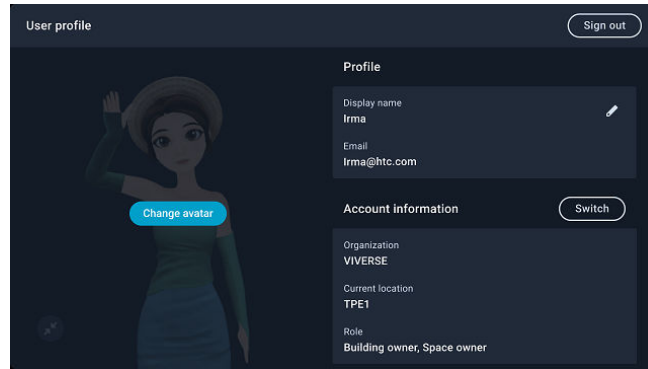 User profile
Sign out
Change avatar
Profile
Display name
Irma
Email
Irma@htc.com
Account information
Switch
Organization
VIVERSE
Current location
TPE1
Role
Building owner, Space owner